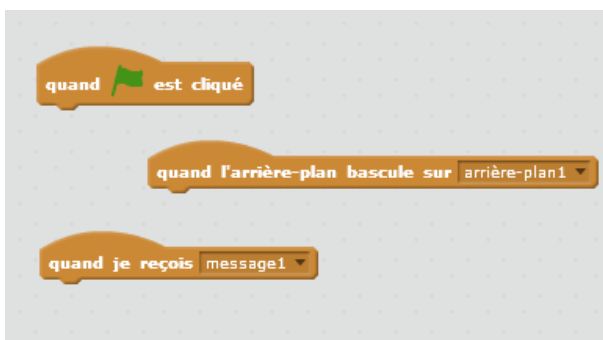 quand est cliqué
quand l'arrière-plan bascule sur arrière-plan1
quand je reçois message1